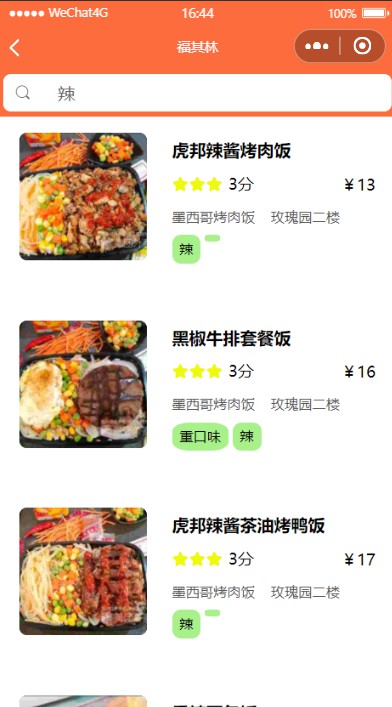 WeChat4G 16:44 100%
福其林
辣
虎邦辣酱烤肉饭
3分 ¥13
墨西哥烤肉饭 玫瑰园二楼
辣
黑椒牛排套餐饭
3分 ¥16
墨西哥烤肉饭 玫瑰园二楼
重口味 辣
虎邦辣酱茶油烤鸭饭
3分 ¥17
墨西哥烤肉饭 玫瑰园二楼
辣